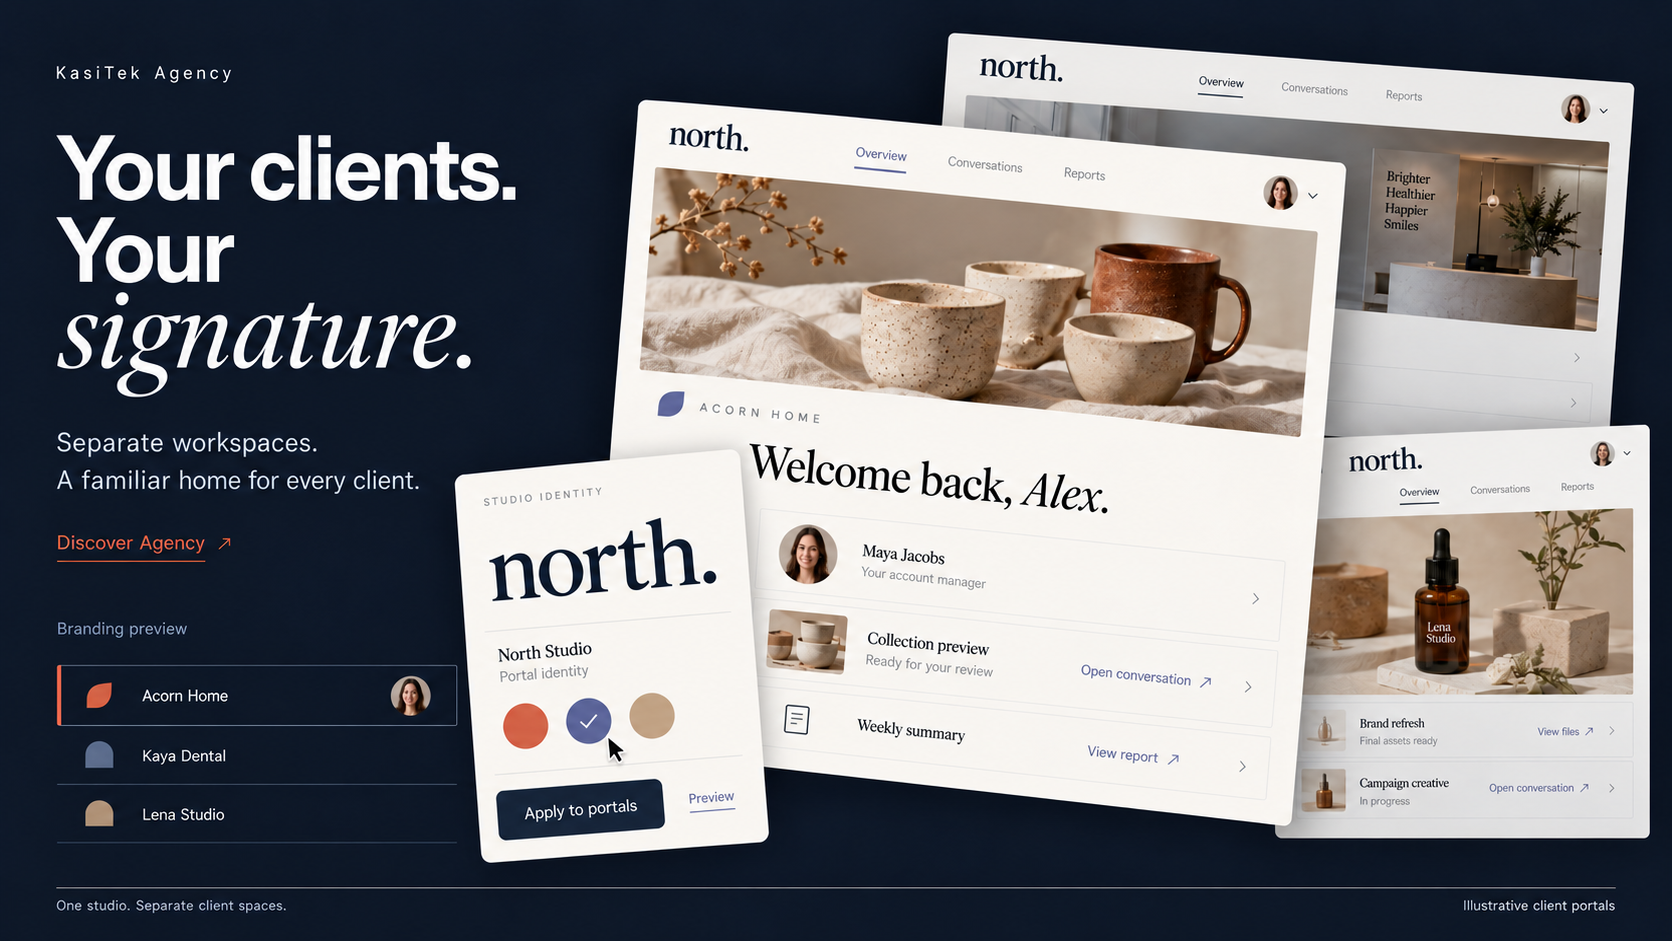 KasiTek Agency
Your clients.
Your
signature.
Separate workspaces.
A familiar home for every client.
Discover Agency ↗
Branding preview
Acorn Home
Kaya Dental
Lena Studio
One studio. Separate client spaces.
STUDIO IDENTITY
north.
North Studio
Portal identity
Apply to portals
Preview
north.
Overview
Conversations
Reports
ACORN HOME
Welcome back, Alex.
Maya Jacobs
Your account manager
Collection preview
Ready for your review
Open conversation ↗
Weekly summary
View report ↗
north.
Overview
Conversations
Reports
Brighter
Healthier
Happier
Smiles
north.
Overview
Conversations
Reports
Lena
Studio
Brand refresh
Final assets ready
View files ↗
Campaign creative
In progress
Open conversation ↗
Illustrative client portals